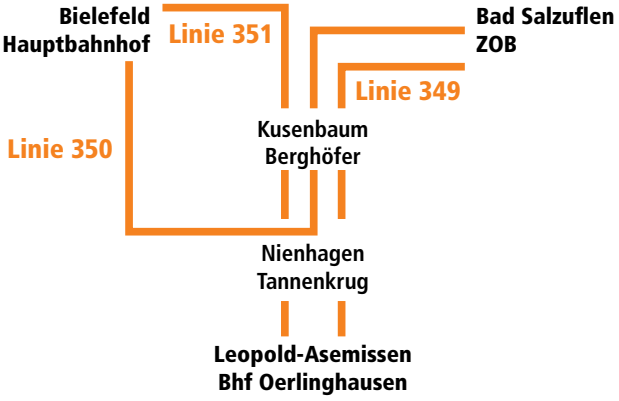 Bielefeld
Hauptbahnhof
Linie 351
Bad Salzuflen
ZOB
Linie 349
Kusenbaum
Berghöfer
Linie 350
Nienhagen
Tannenkrug
Leopold-Asemissen
Bhf Oerlinghausen